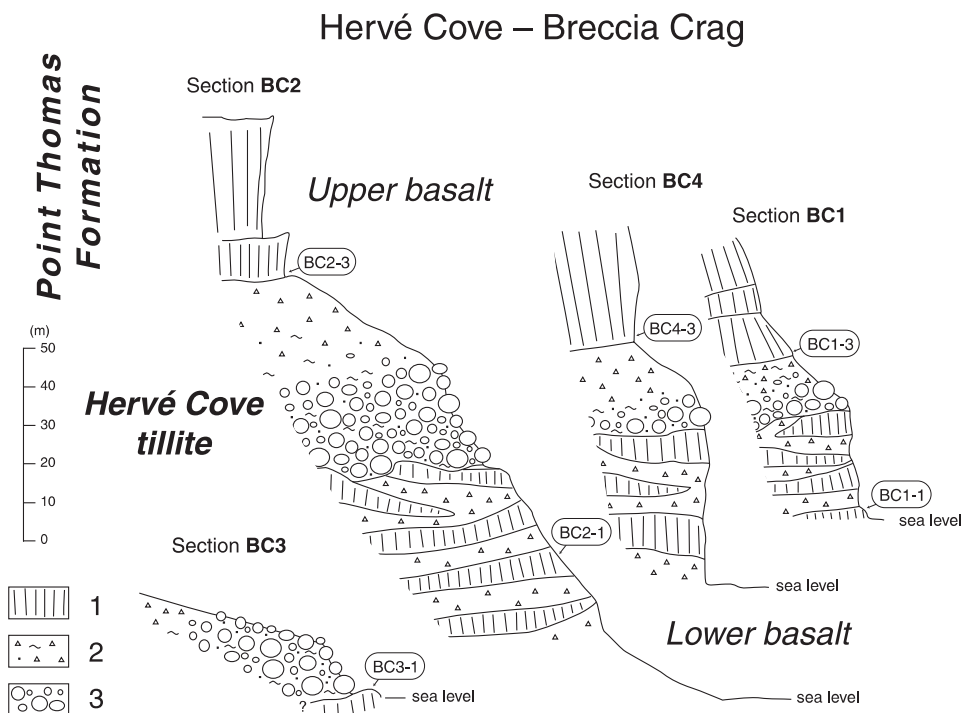 Hervé Cove – Breccia Crag
Point Thomas
Formation
Section BC2
Upper basalt
Section BC4
Section BC1
BC2-3
BC4-3
BC1-3
(m)
50
40
30
20
10
0
Hervé Cove
tillite
BC1-1
sea level
BC2-1
Section BC3
sea level
Lower basalt
1
2
3
BC3-1
sea level
?
sea level